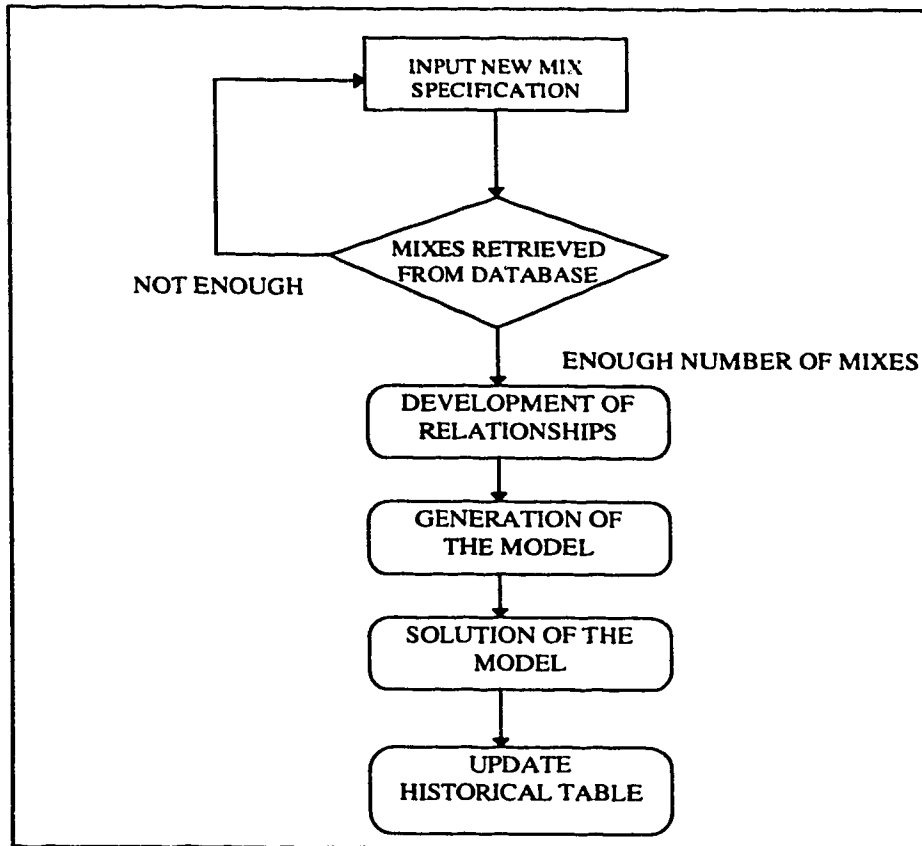 INPUT NEW MIX
SPECIFICATION
MIXES RETRIEVED
FROM DATABASE
NOT ENOUGH
ENOUGH NUMBER OF MIXES
DEVELOPMENT OF
RELATIONSHIPS
GENERATION OF
THE MODEL
SOLUTION OF THE
MODEL
UPDATE
HISTORICAL TABLE